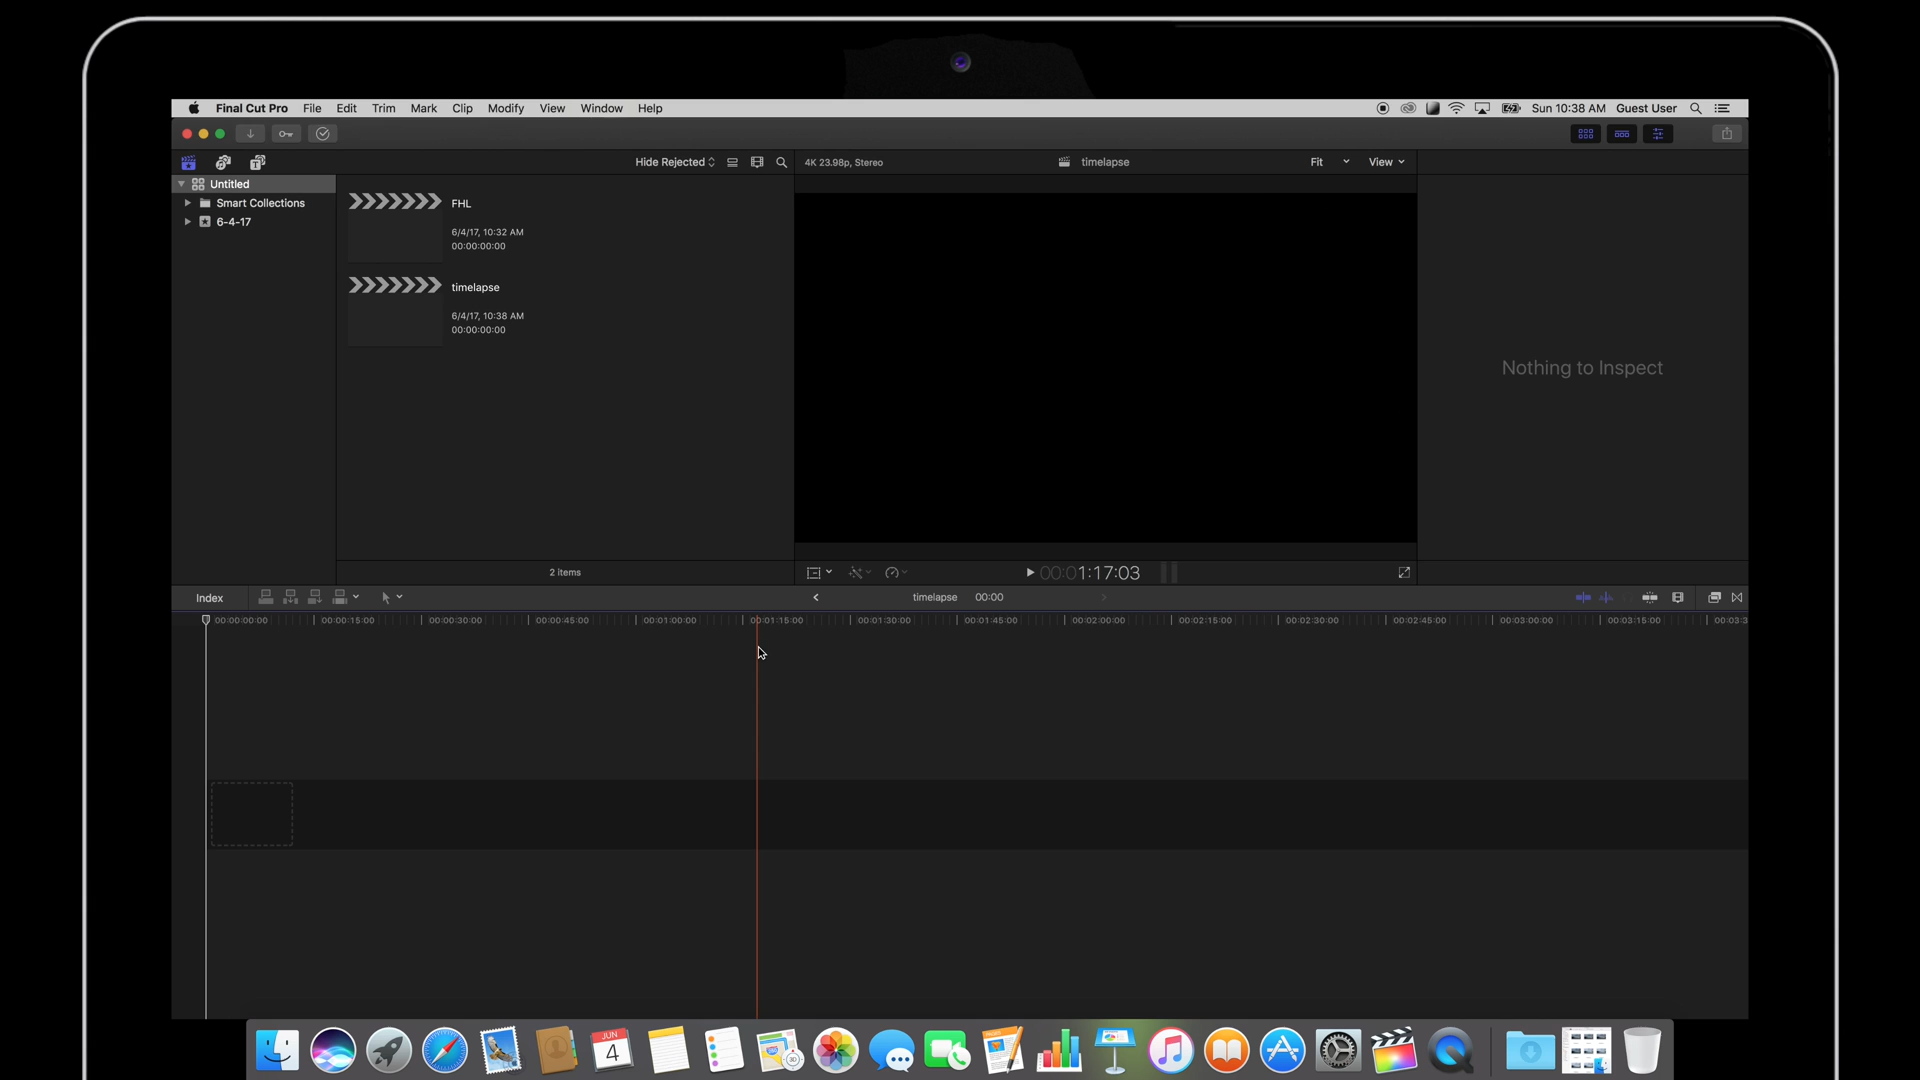 Final Cut Pro File Edit Trim Mark Clip Modify View Window Help
Sun 10:38 AM Guest User
Hide Rejected
4K 23.98p, Stereo
timelapse
Fit
View
Untitled
Smart Collections
6-4-17
FHL
6/4/17, 10:32 AM
00:00:00:00
timelapse
6/4/17, 10:38 AM
00:00:00:00
Nothing to Inspect
2 items
00:01:17:03
Index
timelapse 00:00
00:00:00:00 00:00:15:00 00:00:30:00 00:00:45:00 00:01:00:00 00:01:15:00 00:01:30:00 00:01:45:00 00:02:00:00 00:02:15:00 00:02:30:00 00:02:45:00 00:03:00:00 00:03:15:00 00:03:3
JUN
4